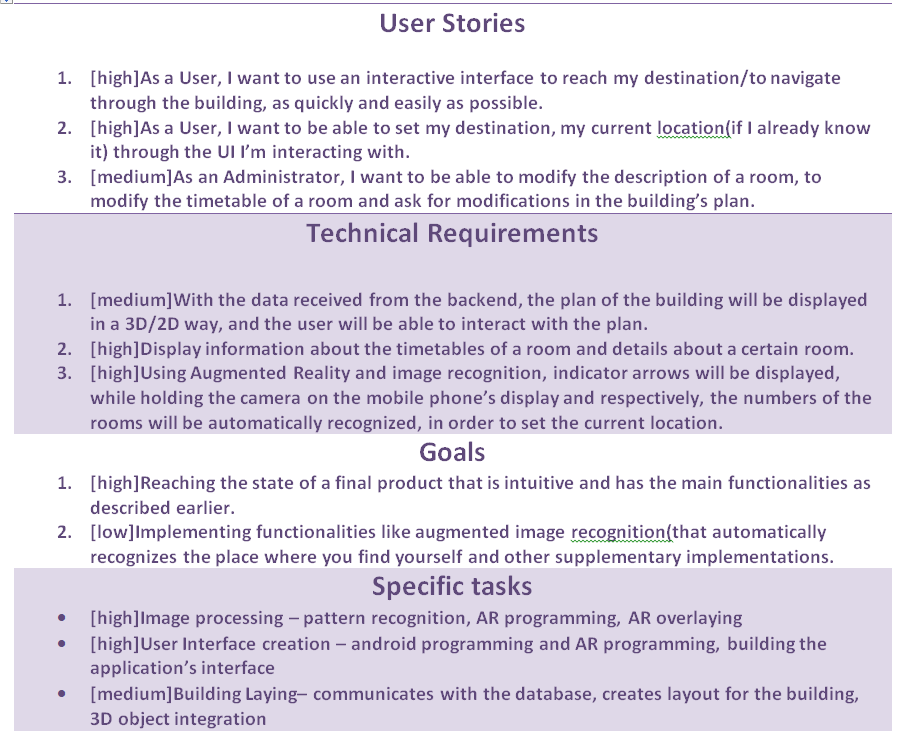 User Stories
1. [high]As a User, I want to use an interactive interface to reach my destination/to navigate
through the building, as quickly and easily as possible.
2. [high]As a User, I want to be able to set my destination, my current location(if I already know
it) through the UI I'm interacting with.
3. [medium]As an Administrator, I want to be able to modify the description of a room, to
modify the timetable of a room and ask for modifications in the building's plan.
Technical Requirements
1. [medium]With the data received from the backend, the plan of the building will be displayed
in a 3D/2D way, and the user will be able to interact with the plan.
2. [high]Display information about the timetables of a room and details about a certain room.
3. [high]Using Augmented Reality and image recognition, indicator arrows will be displayed,
while holding the camera on the mobile phone's display and respectively, the numbers of the
rooms will be automatically recognized, in order to set the current location.
Goals
1. [high]Reaching the state of a final product that is intuitive and has the main functionalities as
described earlier.
2. [low]Implementing functionalities like augmented image recognition(that automatically
recognizes the place where you find yourself and other supplementary implementations.
Specific tasks
• [high]Image processing – pattern recognition, AR programming, AR overlaying
• [high]User Interface creation – android programming and AR programming, building the
application's interface
• [medium]Building Laying– communicates with the database, creates layout for the building,
3D object integration